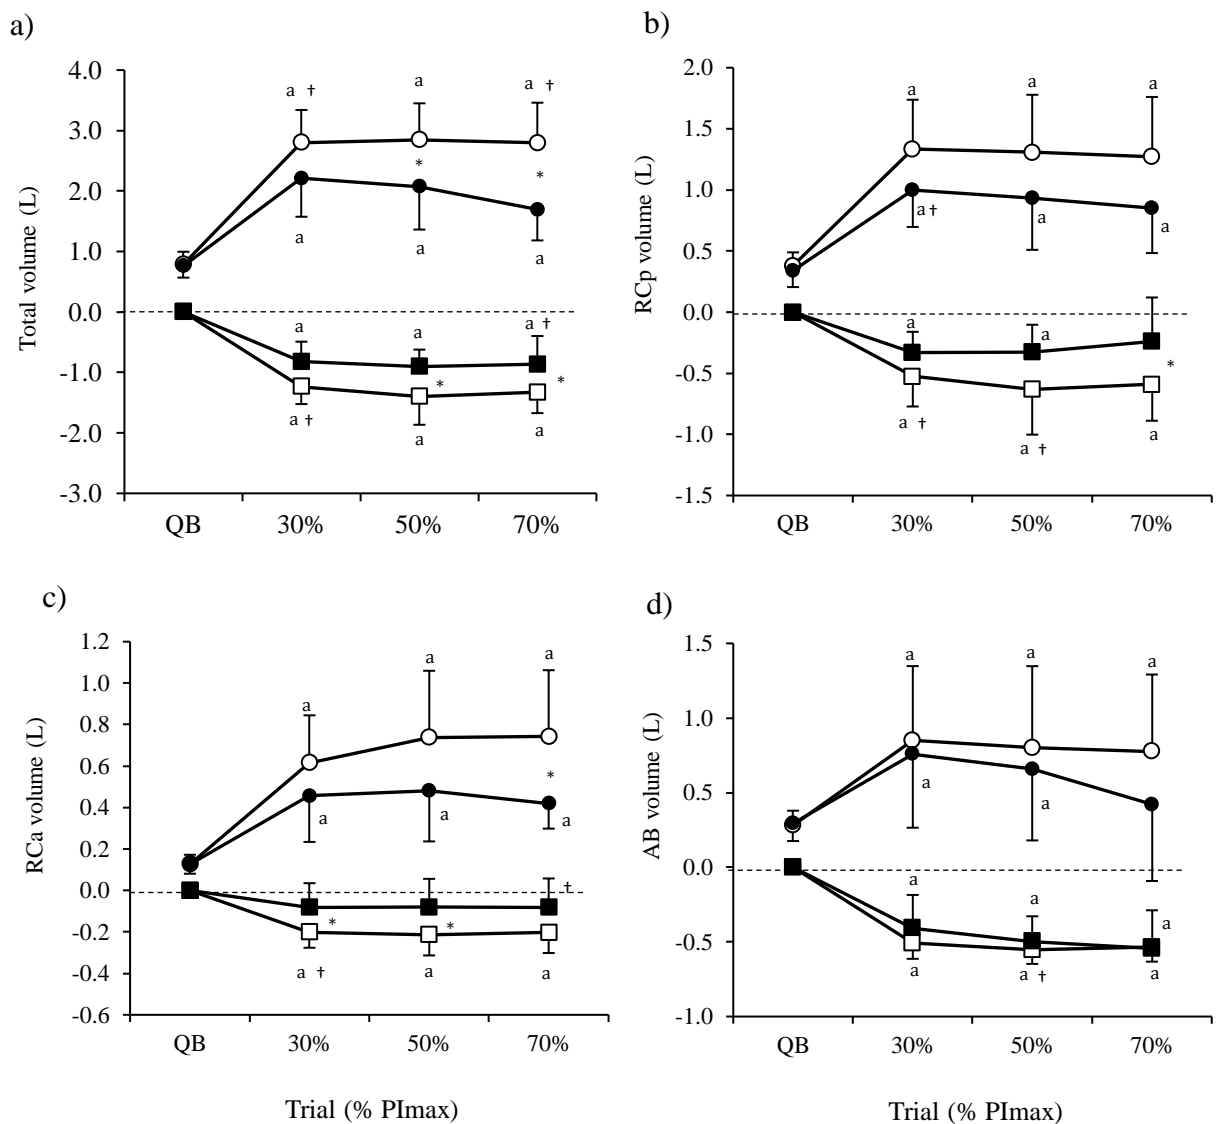 a)
Total volume (L)
4.0
3.0
2.0
1.0
0.0
-1.0
-2.0
-3.0
a †
a
a †
*
*
a
a
a
a
a
a †
*
*
a †
a
a
QB 30% 50% 70%
b)
RCp volume (L)
2.0
1.5
1.0
0.5
0.0
-0.5
-1.0
-1.5
a
a
a
a †
a
a
a
a
*
a †
a †
a
QB 30% 50% 70%
c)
RCa volume (L)
1.2
1.0
0.8
0.6
0.4
0.2
0.0
-0.2
-0.4
-0.6
a
a
a
*
a
a
a
†
*
*
a †
a
a
QB 30% 50% 70%
Trial (% PImax)
d)
AB volume (L)
1.5
1.0
0.5
0.0
-0.5
-1.0
a
a
a
a
a
a
a
a
a
a †
a
QB 30% 50% 70%
Trial (% PImax)